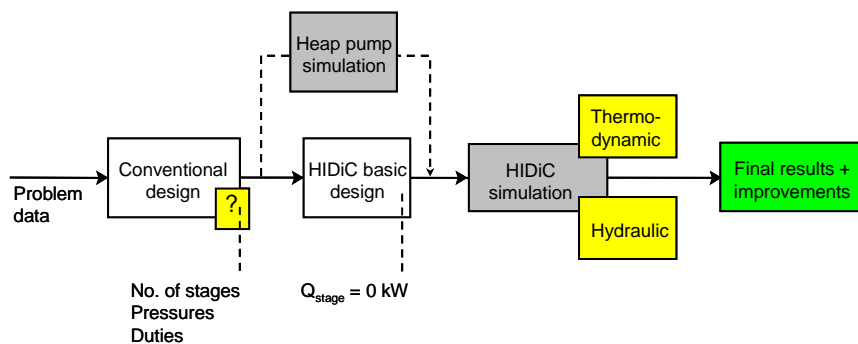 Heap pump
simulation
Problem
data
Conventional
design
?
HIDiC basic
design
HIDiC
simulation
Thermo-
dynamic
Hydraulic
Final results +
improvements
No. of stages
Pressures
Duties
Qstage = 0 kW